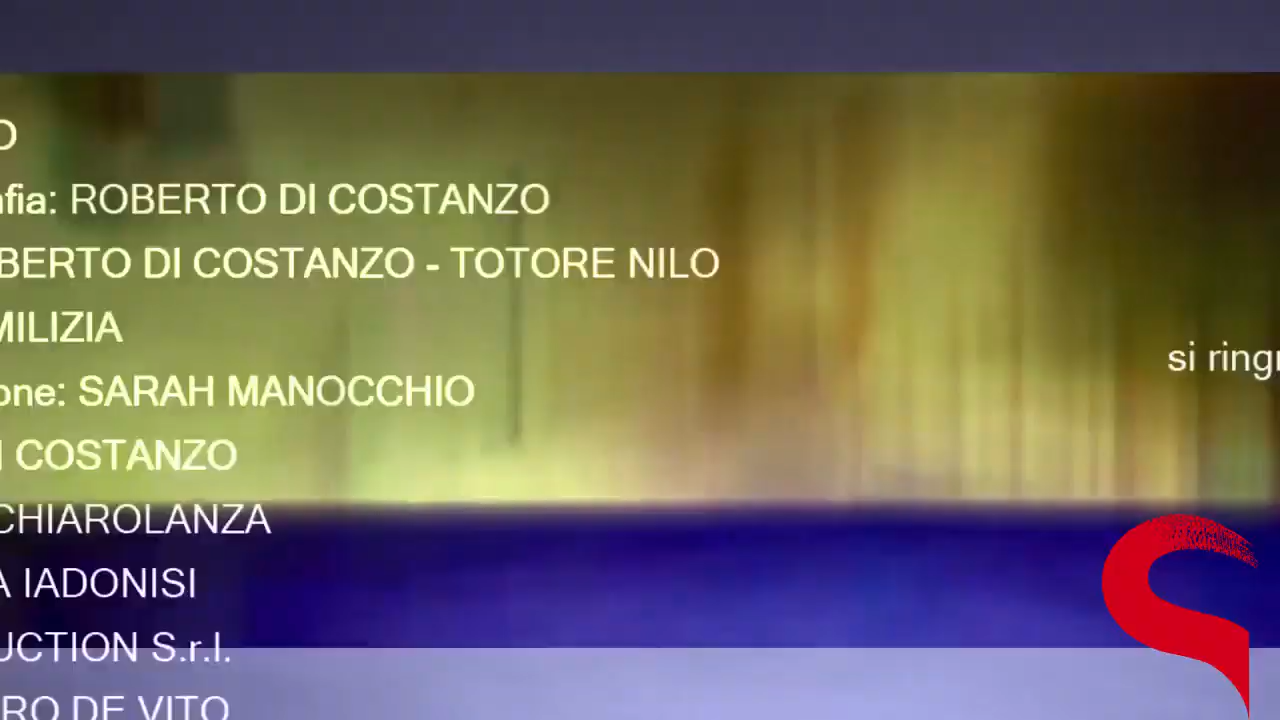 O
afia: ROBERTO DI COSTANZO
BERTO DI COSTANZO - TOTORE NILO
MILIZIA
one: SARAH MANOCCHIO
I COSTANZO
CHIAROLANZA
A IADONISI
UCTION S.r.l.
RO DE VITO
si ringr